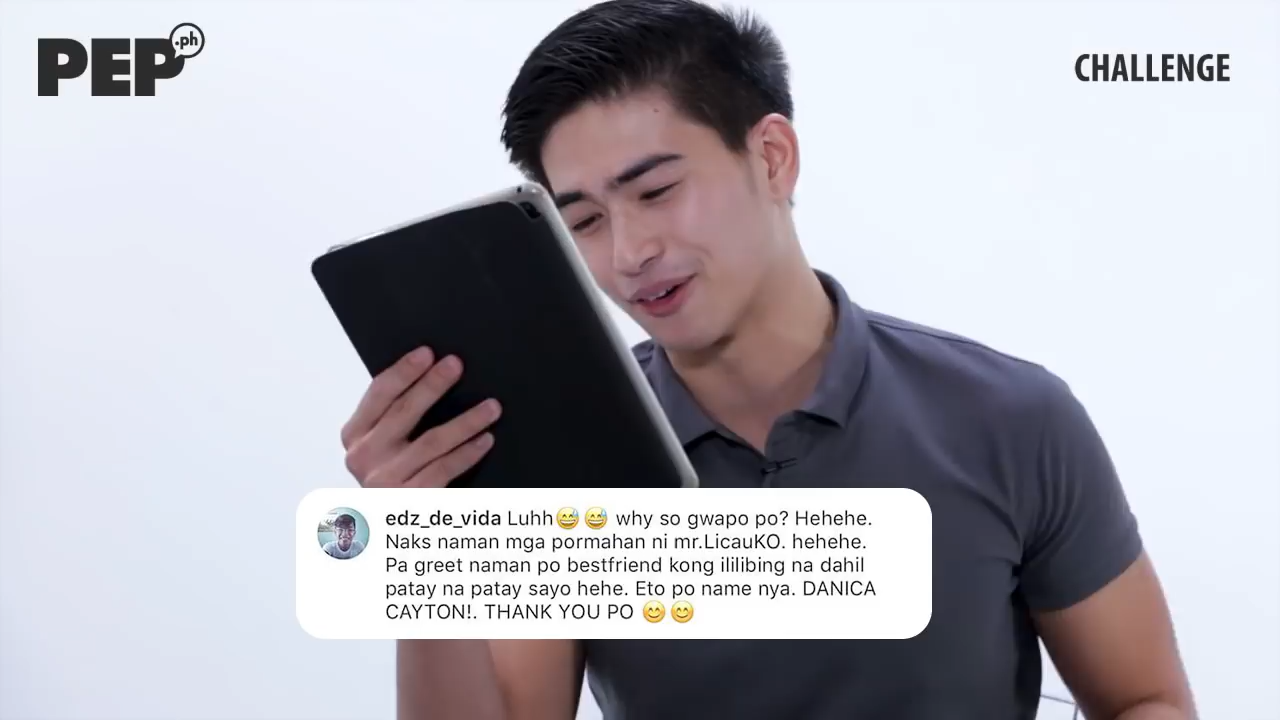 PEP.ph
CHALLENGE
edz_de_vida Luhh😅😅 why so gwapo po? Hehehe.
Naks naman mga pormahan ni mr.LicauKO. hehehe.
Pa greet naman po bestfriend kong ililibing na dahil
patay na patay sayo hehe. Eto po name nya. DANICA
CAYTON!. THANK YOU PO 😊😊